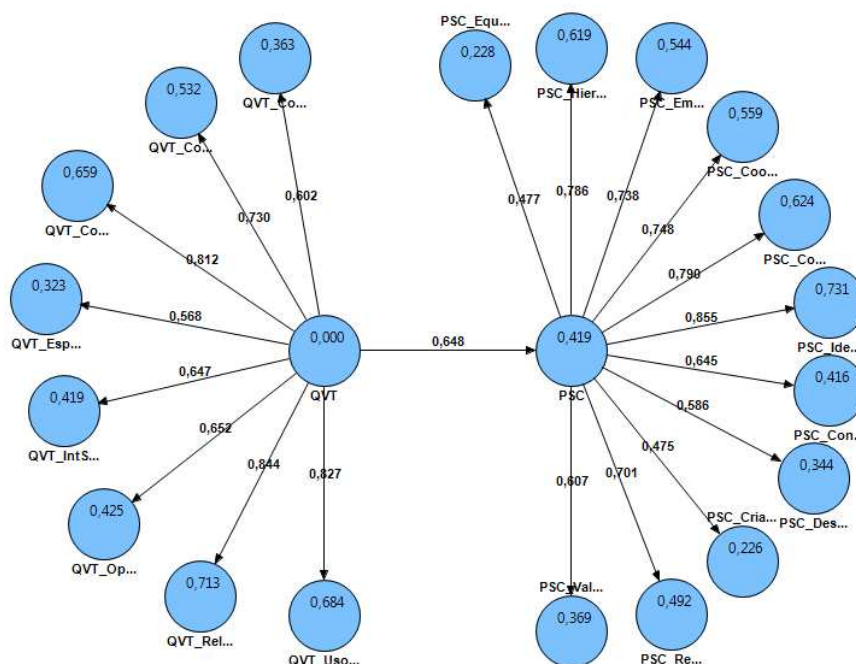 0,363
QVT_Co...
0,532
QVT_Co...
0,659
QVT_Co...
0,323
QVT_Esp...
0,419
QVT_IntS...
0,425
QVT_Op...
0,713
QVT_Rel...
0,684
QVT_Uso...
0,602
0,730
0,812
0,568
0,647
0,652
0,844
0,827
0,000
QVT
0,648
0,419
PSC
PSC_Equ...
0,228
0,619
PSC_Hier...
0,544
PSC_Em...
0,559
PSC_Coo...
0,624
PSC_Co...
0,731
PSC_Ide...
0,416
PSC_Con...
0,344
PSC_Des...
PSC_Cria...
0,226
0,492
PSC_Re...
PSC_Val...
0,369
0,477
0,786
0,738
0,748
0,790
0,855
0,645
0,586
0,475
0,701
0,607